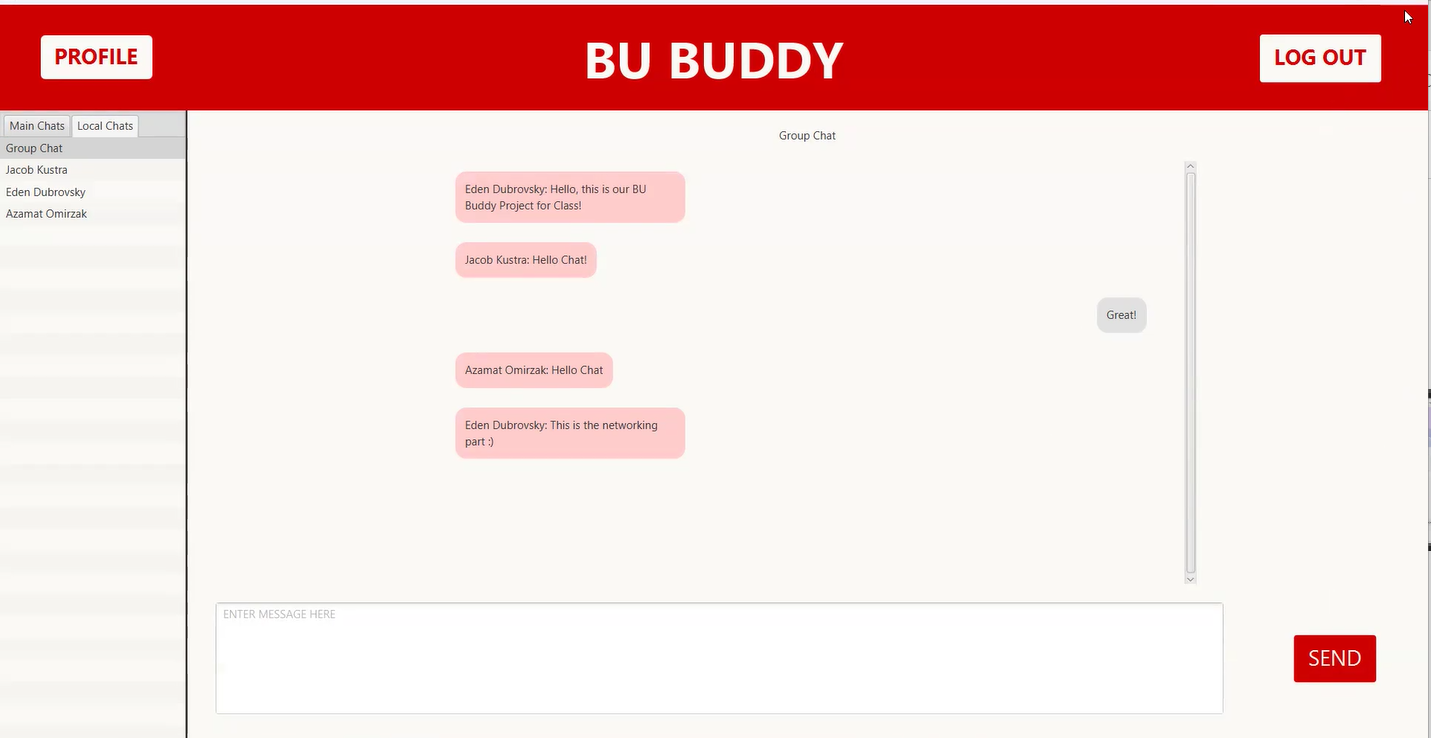 PROFILE
BU BUDDY
LOG OUT
Main Chats
Local Chats
Group Chat
Jacob Kustra
Eden Dubrovsky
Azamat Omirzak
Group Chat
Eden Dubrovsky: Hello, this is our BU
Buddy Project for Class!
Jacob Kustra: Hello Chat!
Great!
Azamat Omirzak: Hello Chat
Eden Dubrovsky: This is the networking
part :)
ENTER MESSAGE HERE
SEND